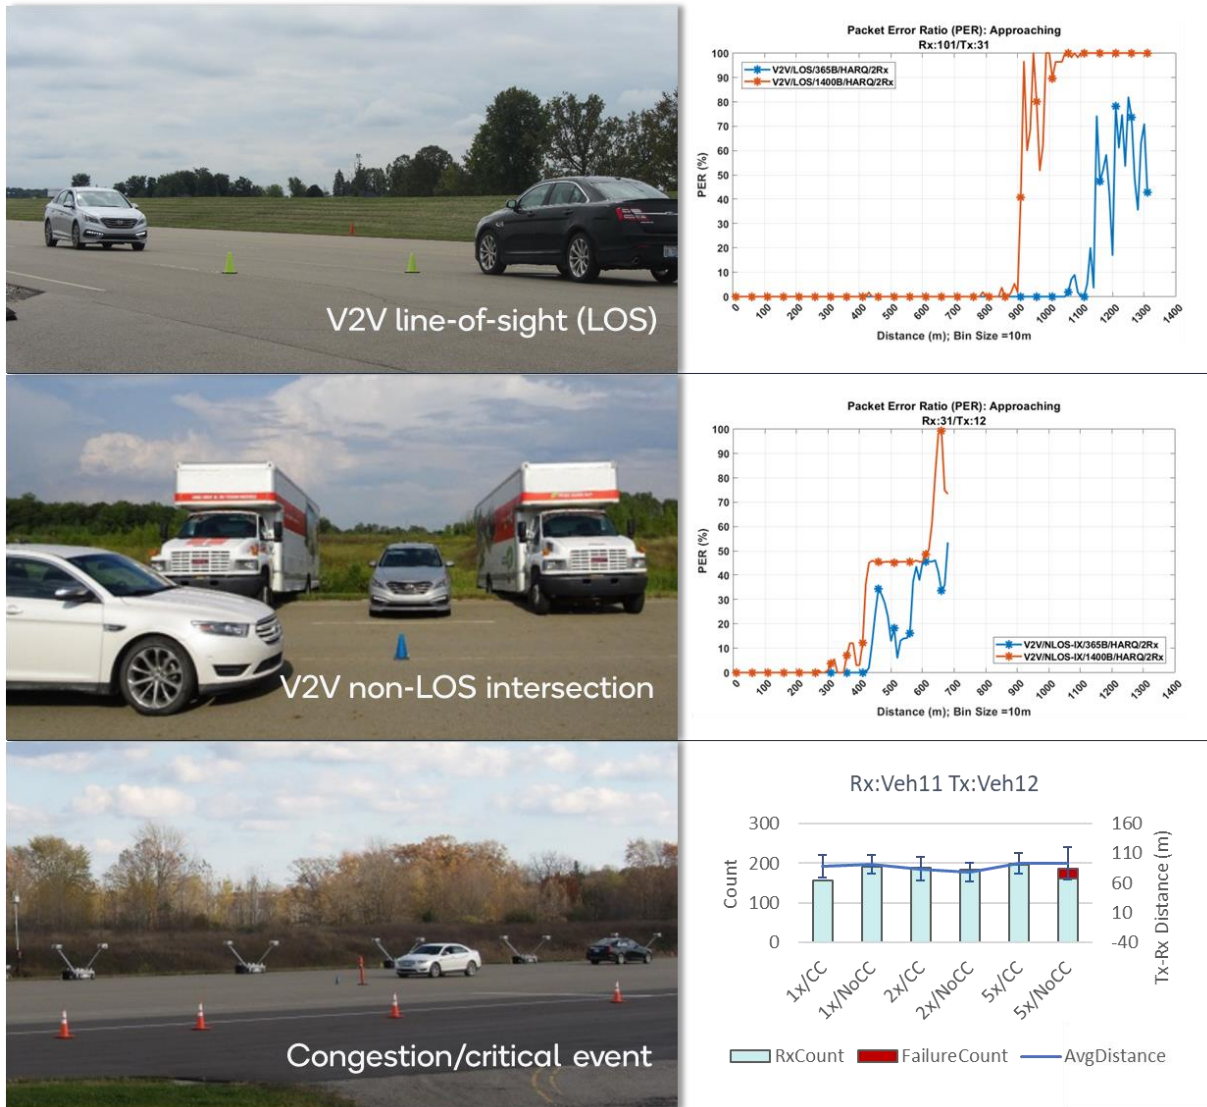 V2V line-of-sight (LOS)
Packet Error Ratio (PER): Approaching
Rx:101/Tx:31
V2V/LOS/365B/HARQ/2Rx
V2V/LOS/1400B/HARQ/2Rx
PER (%)
100
90
80
70
60
50
40
30
20
10
0
0 100 200 300 400 500 600 700 800 900 1000 1100 1200 1300 1400
Distance (m); Bin Size =10m
V2V non-LOS intersection
Packet Error Ratio (PER): Approaching
Rx:31/Tx:12
PER (%)
100
90
80
70
60
50
40
30
20
10
0
V2V/NLOS-IX/365B/HARQ/2Rx
V2V/NLOS-IX/1400B/HARQ/2Rx
0 100 200 300 400 500 600 700 800 900 1000 1100 1200 1300 1400
Distance (m); Bin Size =10m
Congestion/critical event
Rx:Veh11 Tx:Veh12
Count
300
200
100
0
160
110
60
10
-40
Tx-Rx Distance (m)
1x/CC 1x/NoCC 2x/CC 2x/NoCC 5x/CC 5x/NoCC
RxCount FailureCount AvgDistance